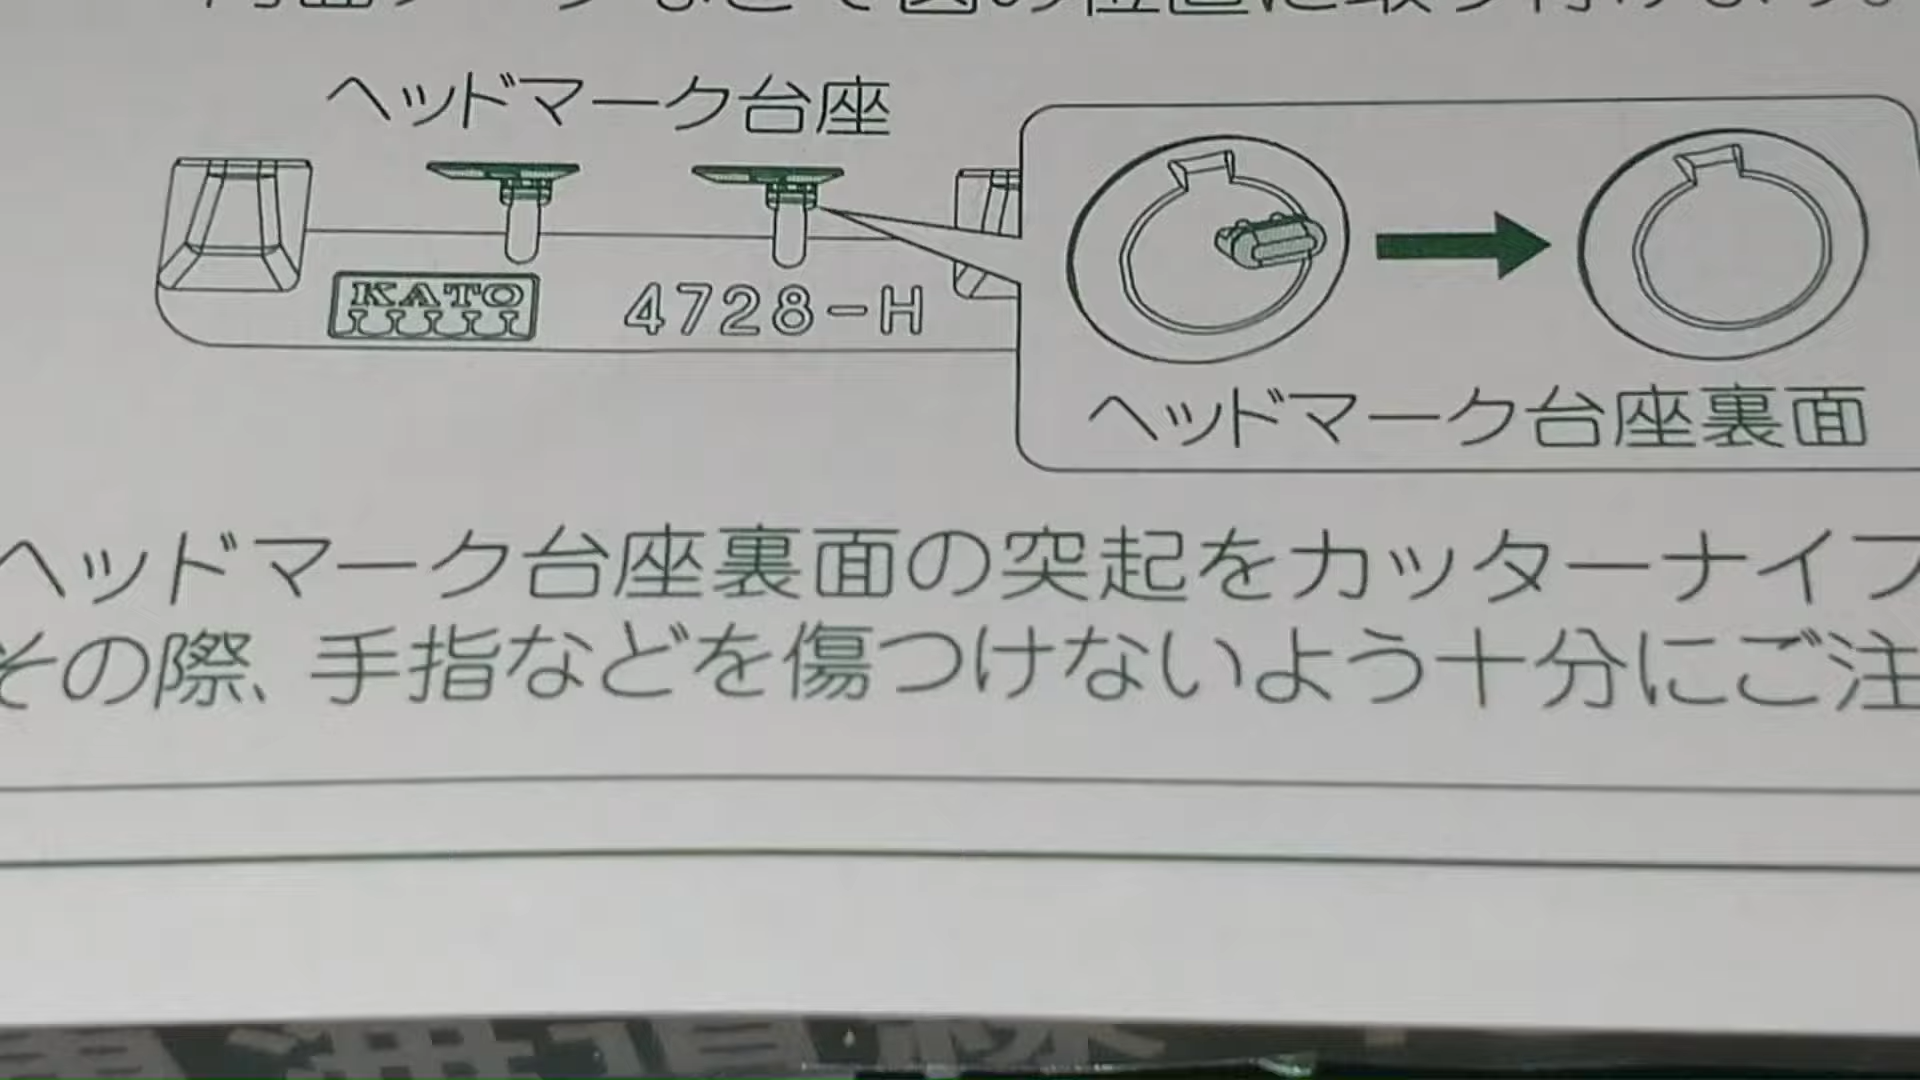 ヘッドマーク台座
KATO
4728-H
ヘッドマーク台座裏面
ヘッドマーク台座裏面の突起をカッターナイフ
その際、手指などを傷つけないよう十分にご注